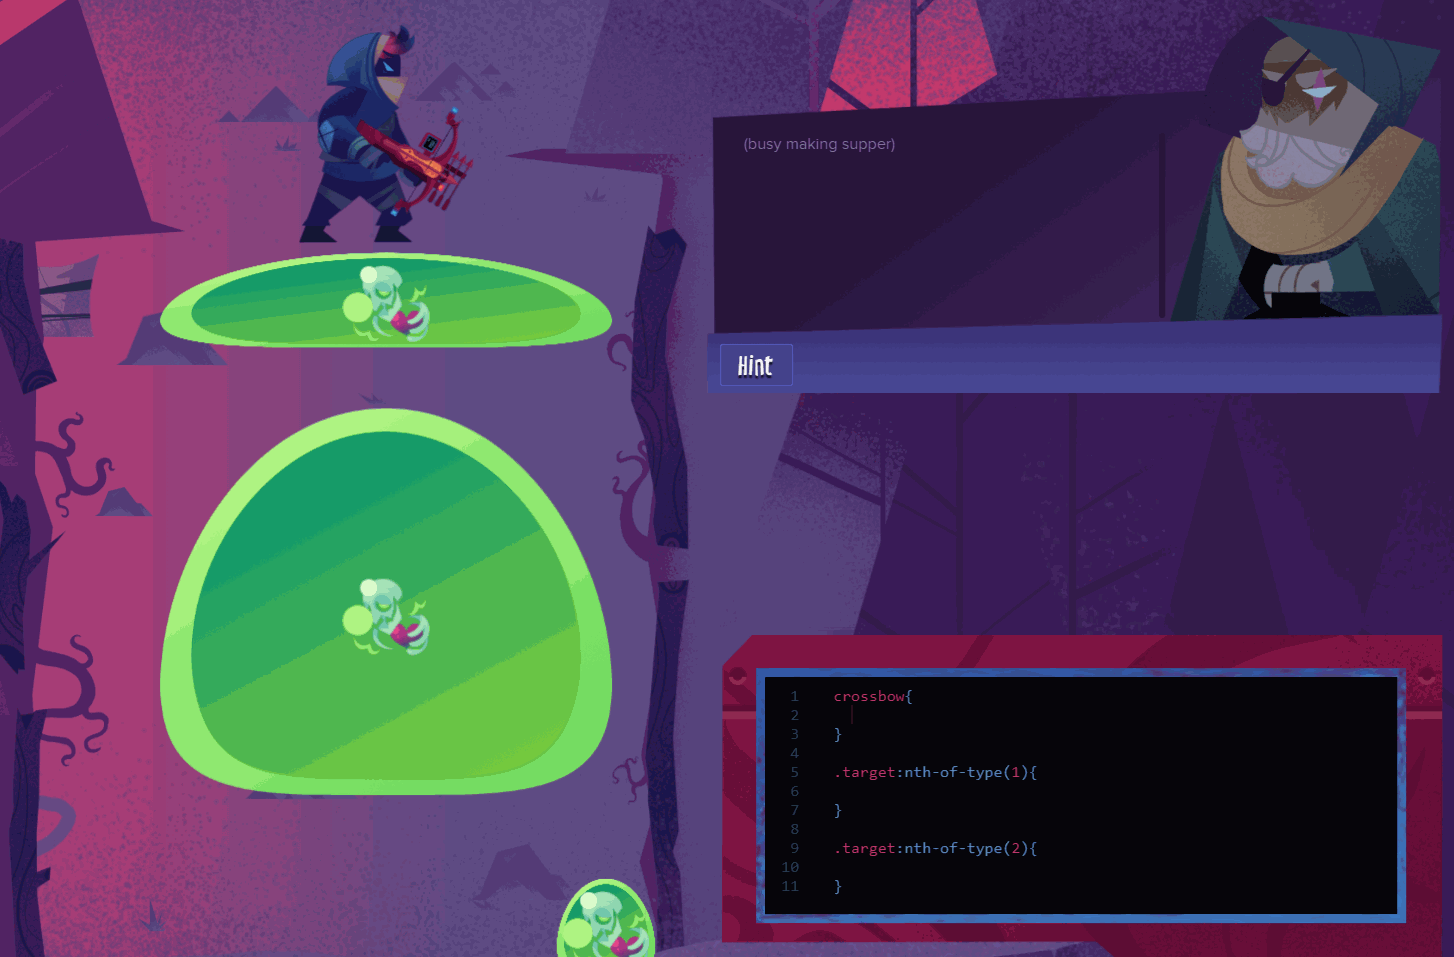 (busy making supper)
Hint
1 crossbow{
2
3 }
4
5 .target:nth-of-type(1){
6
7 }
8
9 .target:nth-of-type(2){
10
11 }